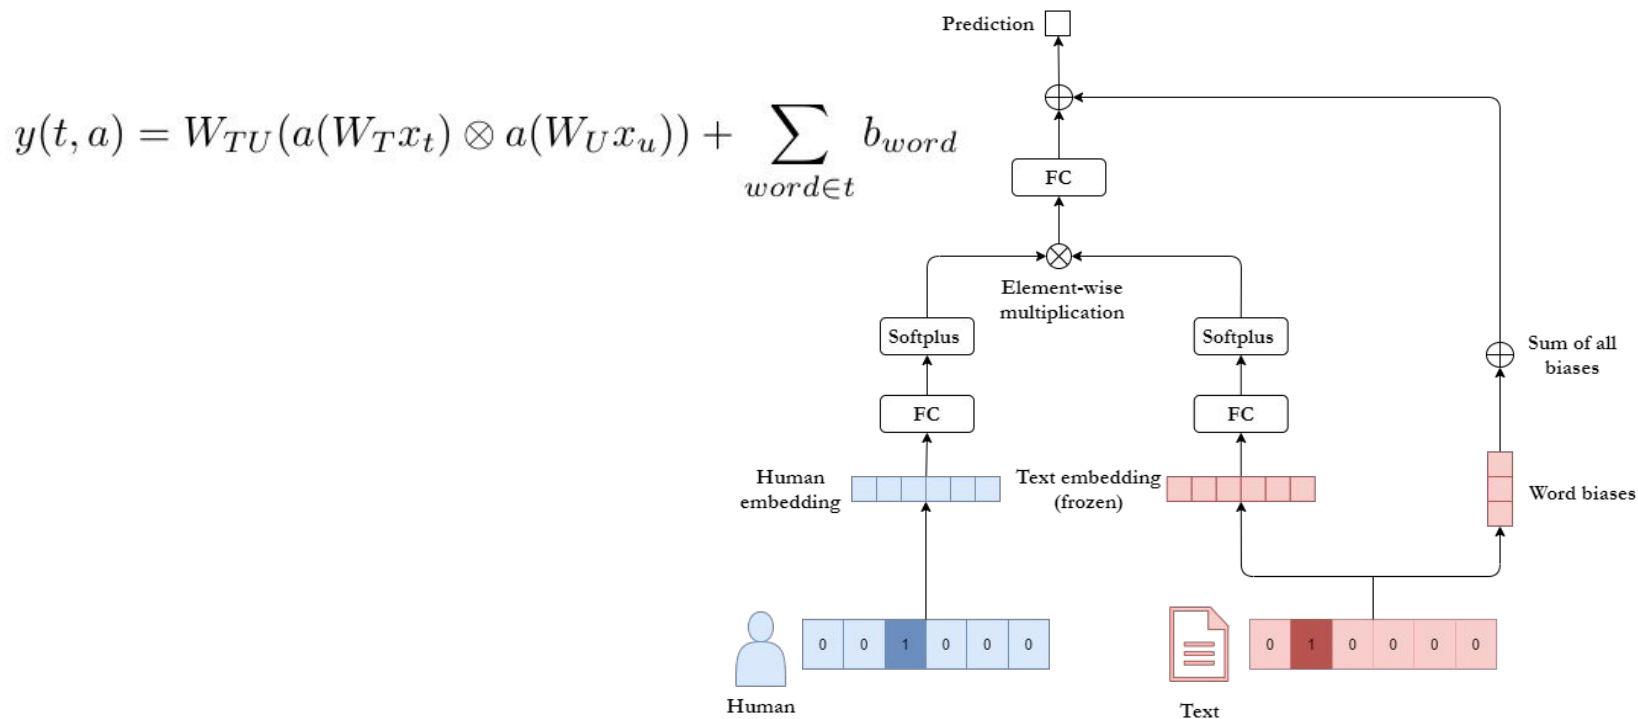 Prediction
y(t, a) = W_{TU}(a(W_T x_t) ⊗ a(W_U x_u)) + \sum_{word∈t} b_{word}
FC
Element-wise
multiplication
Softplus
Softplus
Sum of all
biases
FC
FC
Human
embedding
Text embedding
(frozen)
Word biases
0 0 1 0 0 0
0 1 0 0 0 0
Human
Text